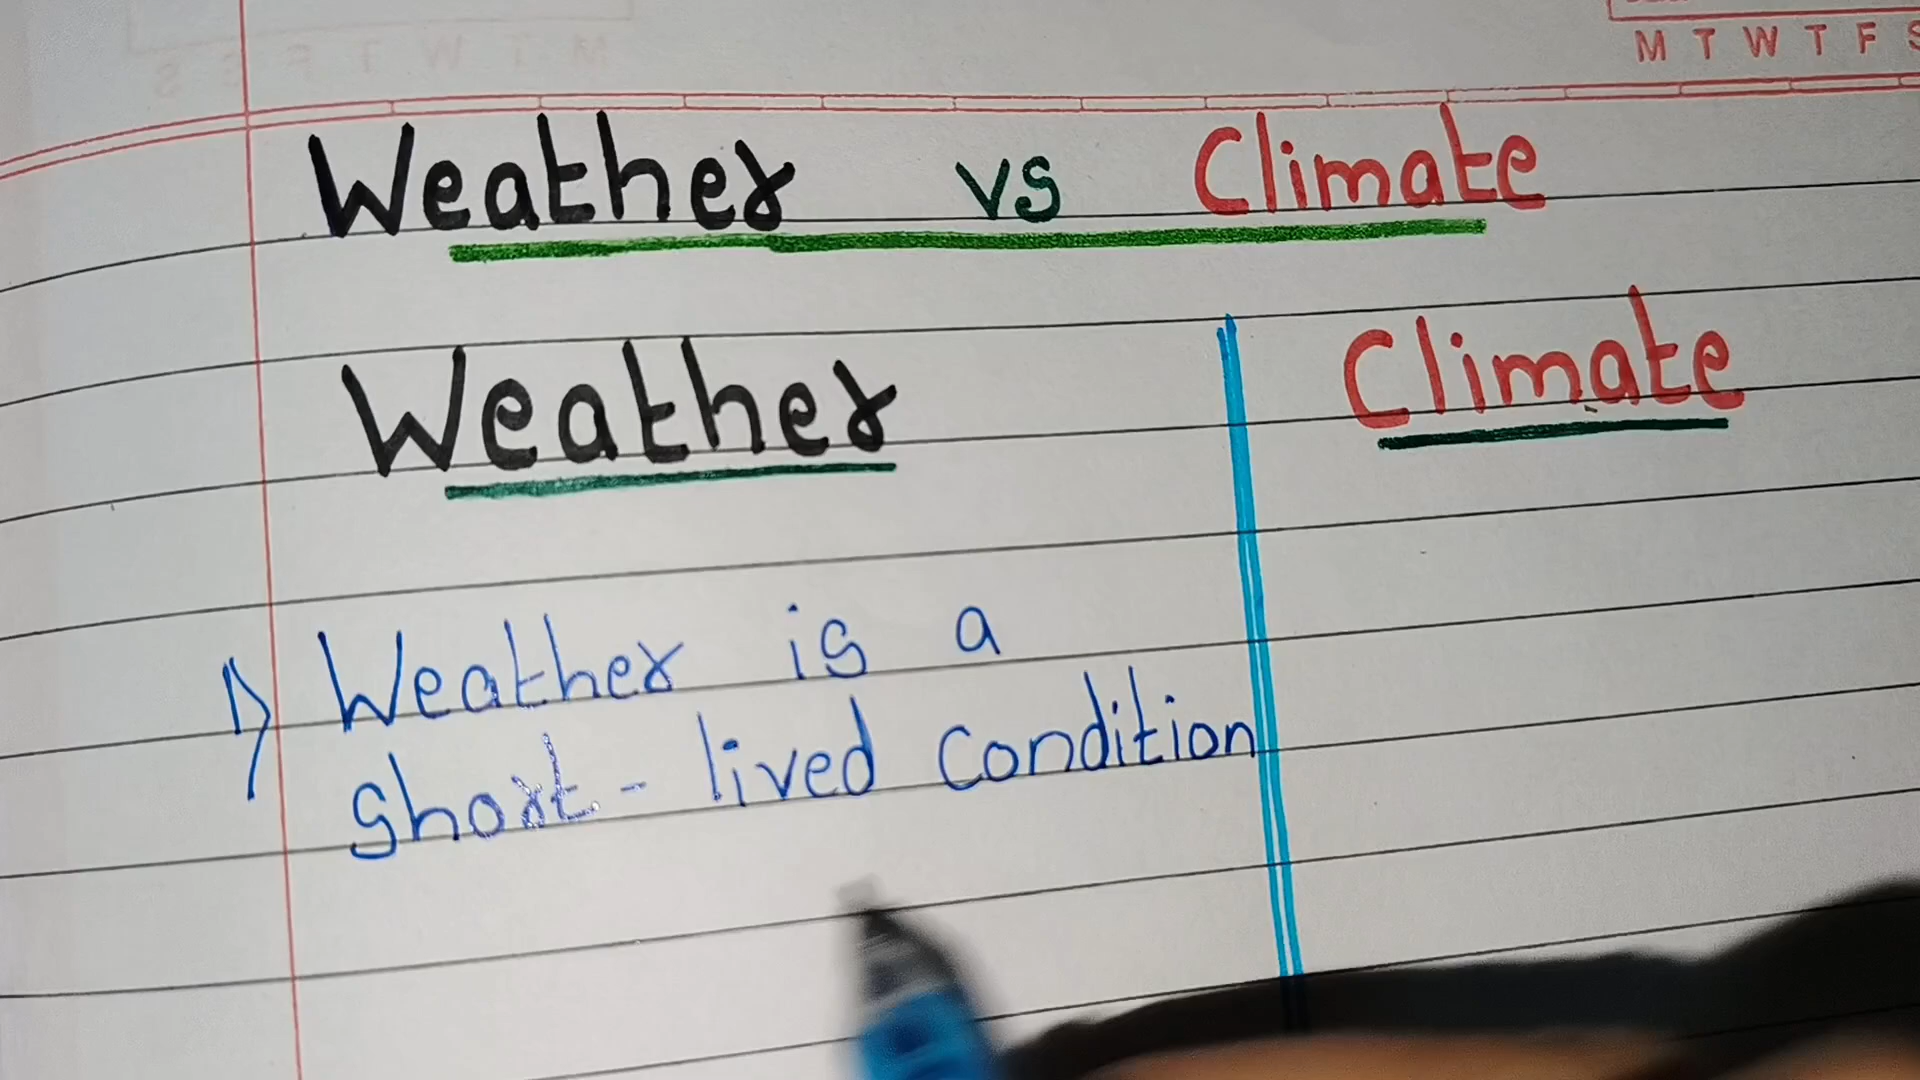 M T W T F S
Weather vs Climate
Weather
Climate
1) Weather is a
short - lived condition